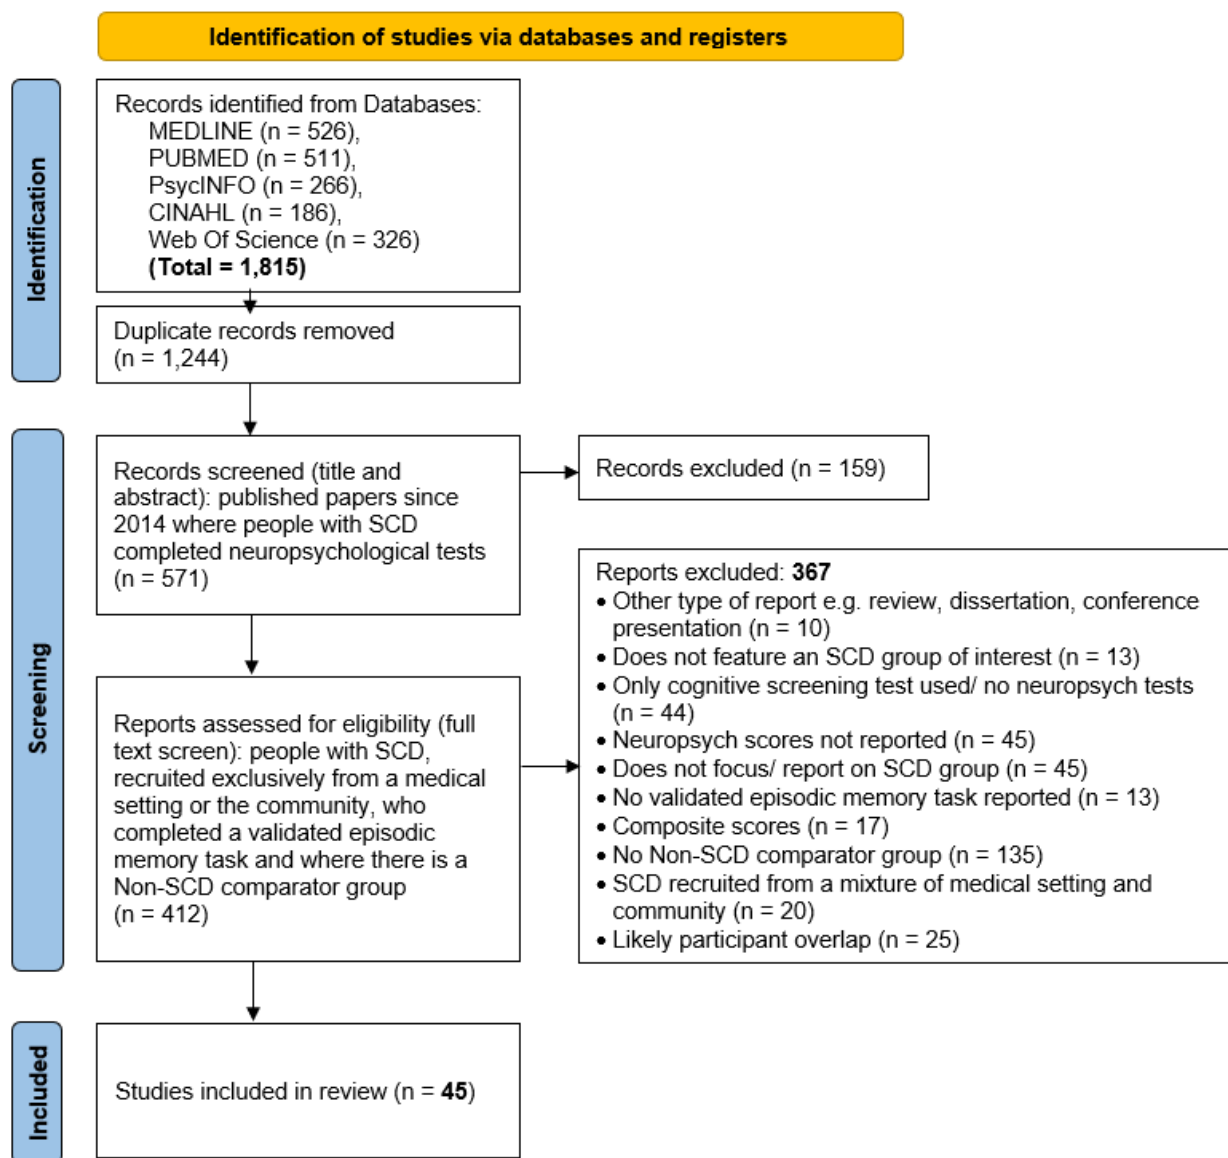 Identification of studies via databases and registers
Identification
Records identified from Databases:
MEDLINE (n = 526),
PUBMED (n = 511),
PsycINFO (n = 266),
CINAHL (n = 186),
Web Of Science (n = 326)
(Total = 1,815)
Duplicate records removed
(n = 1,244)
Screening
Records screened (title and
abstract): published papers since
2014 where people with SCD
completed neuropsychological tests
(n = 571)
Records excluded (n = 159)
Reports assessed for eligibility (full
text screen): people with SCD,
recruited exclusively from a medical
setting or the community, who
completed a validated episodic
memory task and where there is a
Non-SCD comparator group
(n = 412)
Reports excluded: 367
• Other type of report e.g. review, dissertation, conference
presentation (n = 10)
• Does not feature an SCD group of interest (n = 13)
• Only cognitive screening test used/ no neuropsych tests
(n = 44)
• Neuropsych scores not reported (n = 45)
• Does not focus/ report on SCD group (n = 45)
• No validated episodic memory task reported (n = 13)
• Composite scores (n = 17)
• No Non-SCD comparator group (n = 135)
• SCD recruited from a mixture of medical setting and
community (n = 20)
• Likely participant overlap (n = 25)
Included
Studies included in review (n = 45)